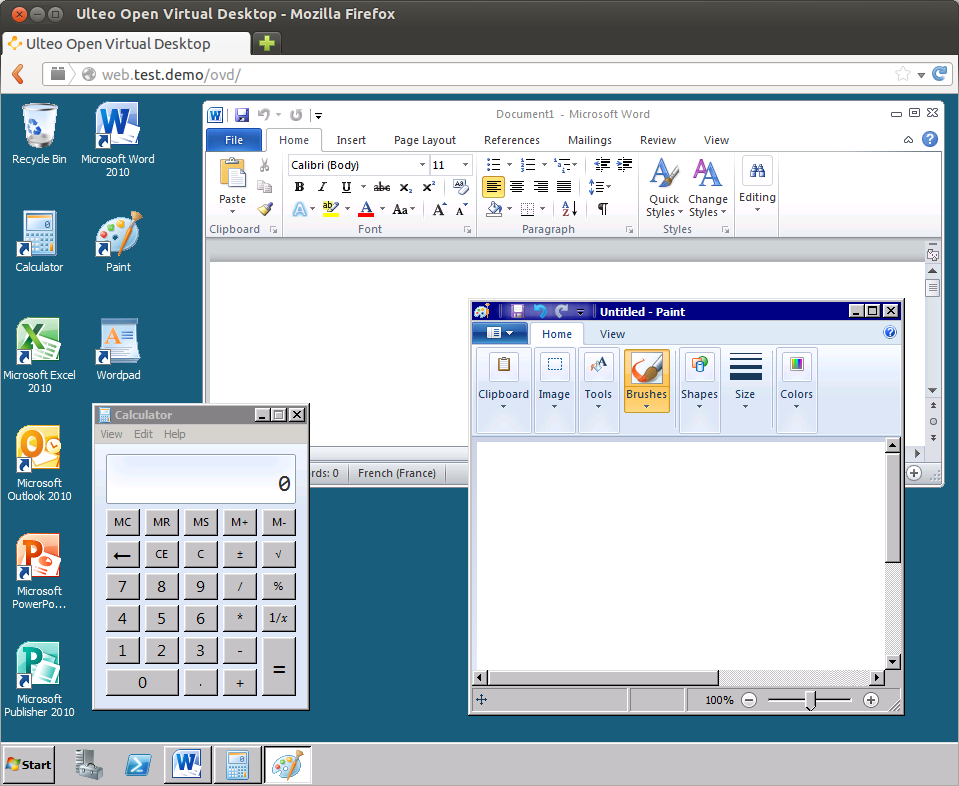 Ulteo Open Virtual Desktop - Mozilla Firefox
Ulteo Open Virtual Desktop
web.test.demo/ovd/
Recycle Bin
Microsoft Word
2010
Calculator
Paint
Microsoft Excel
2010
Wordpad
Microsoft
Outlook 2010
Microsoft
PowerPo...
Microsoft
Publisher 2010
Document1 - Microsoft Word
File Home Insert Page Layout References Mailings Review View
Paste
Clipboard
Calibri (Body) 11
B I U abc x₂ x²
A ab A Aa A A
Font
Paragraph
Quick
Styles
Change
Styles
Styles
Editing
rds: 0 French (France)
Untitled - Paint
Home View
Clipboard Image Tools Brushes Shapes Size Colors
100%
Calculator
View Edit Help
0
MC MR MS M+ M-
← CE C ± √
7 8 9 / %
4 5 6 * 1/x
1 2 3 - =
0 . +
Start